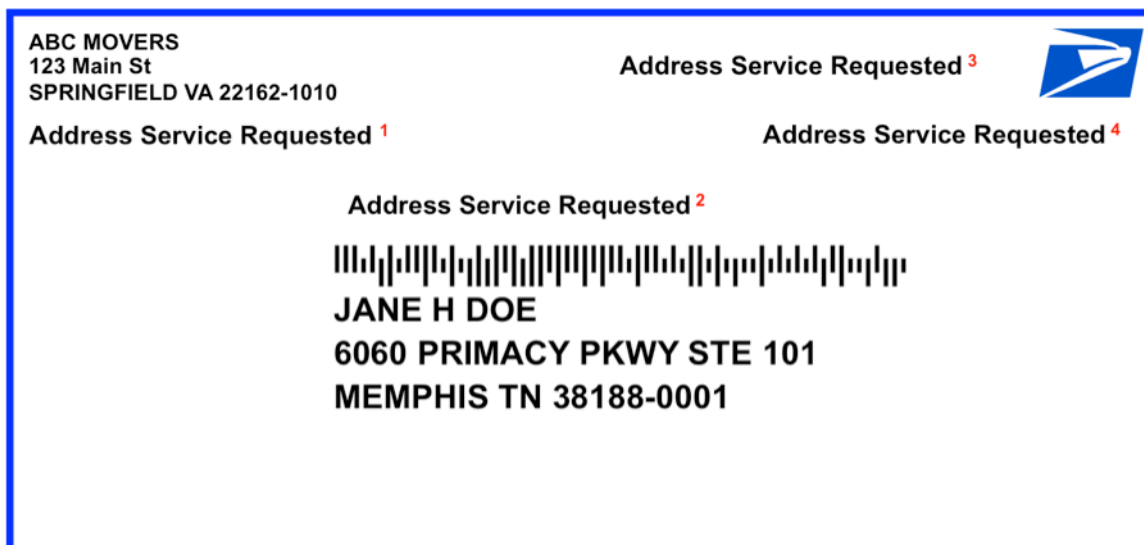 ABC MOVERS
123 Main St
SPRINGFIELD VA 22162-1010
Address Service Requested 3
Address Service Requested 1
Address Service Requested 4
Address Service Requested 2
JANE H DOE
6060 PRIMACY PKWY STE 101
MEMPHIS TN 38188-0001